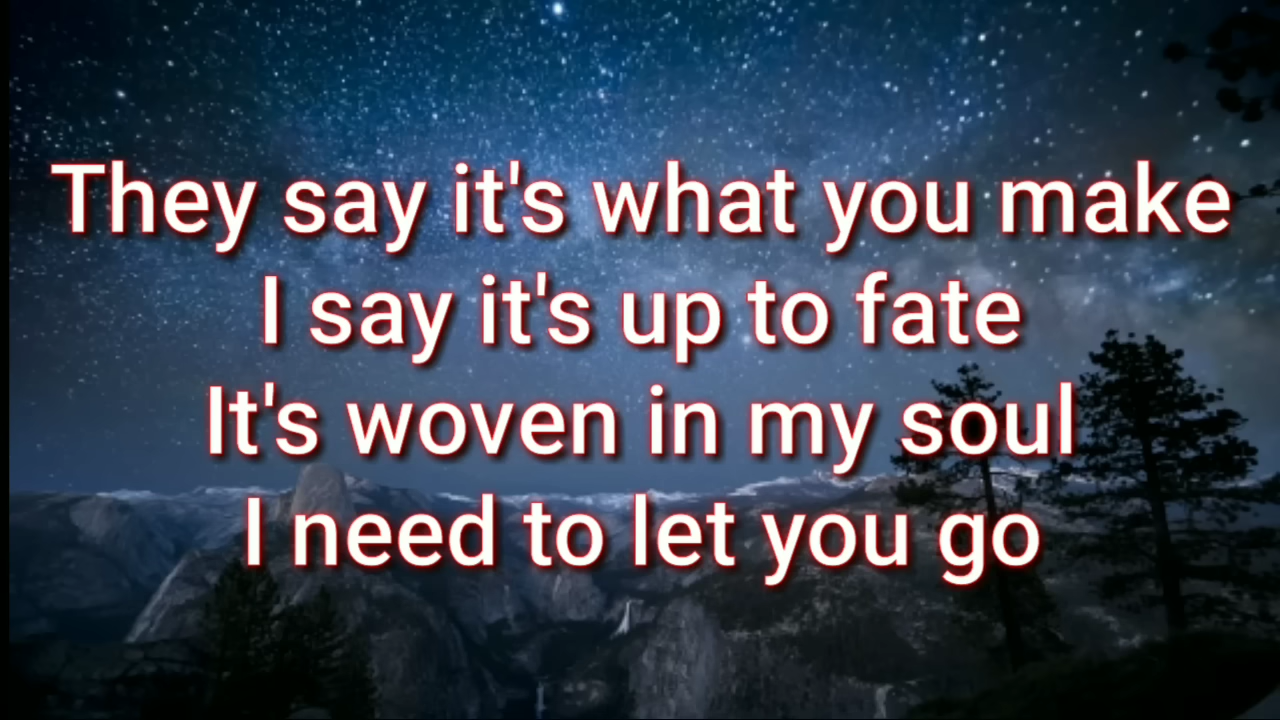 They say it's what you make
I say it's up to fate
It's woven in my soul
I need to let you go